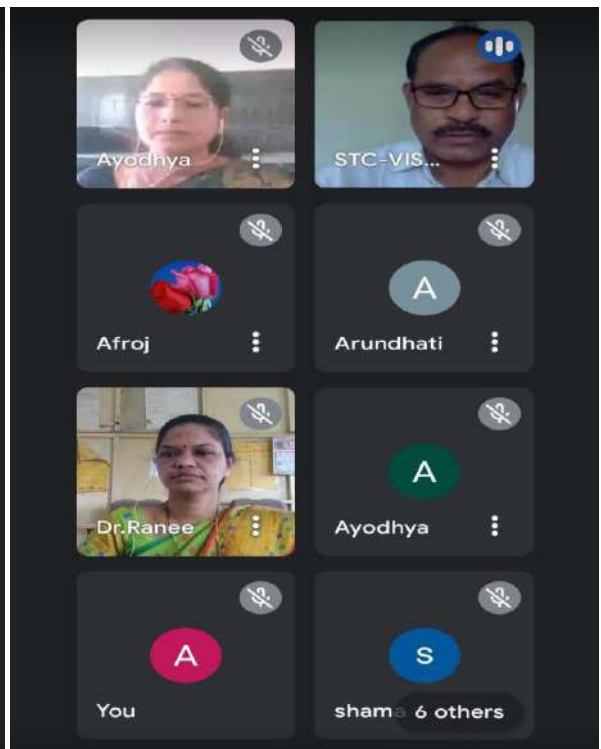 Ayodhya
STC-VIS...
Afroj
A
Arundhati
Dr.Ranee
A
Ayodhya
A
You
S
shama
6 others